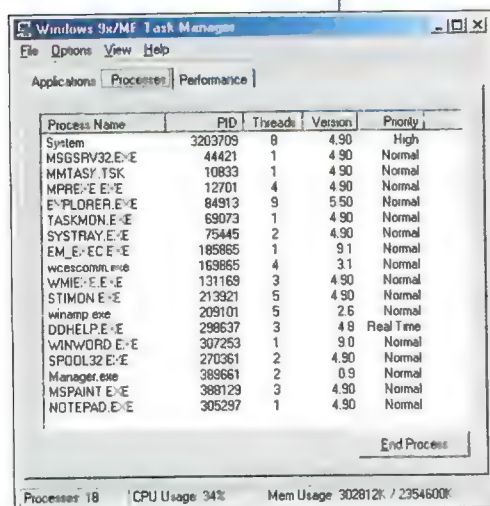 Windows 9x/ME Task Manager
File Options View Help
Applications Processes Performance
Process Name PID Threads Version Priority
System 3203709 8 4.90 High
MSGSRV32.EXE 44421 1 4.90 Normal
MMTASK.TSK 10833 1 4.90 Normal
MPREXE.EXE 12701 4 4.90 Normal
EXPLORER.EXE 84913 9 5.50 Normal
TASKMON.EXE 69073 1 4.90 Normal
SYSTRAY.EXE 75445 2 4.90 Normal
EM_EXEC.EXE 185865 1 9.1 Normal
wcescomm.exe 169865 4 3.1 Normal
WMIEXE.EXE 131169 3 4.90 Normal
STIMON.EXE 213921 5 4.90 Normal
winamp.exe 209101 5 2.6 Normal
DDHELP.EXE 298637 3 4.8 Real Time
WINWORD.EXE 307253 1 9.0 Normal
SPOOL32.EXE 270361 2 4.90 Normal
Manager.exe 389661 2 0.9 Normal
MSPAINT.EXE 388129 3 4.90 Normal
NOTEPAD.EXE 305297 1 4.90 Normal
End Process
Processes: 18 CPU Usage: 34% Mem Usage: 302812K / 2354600K